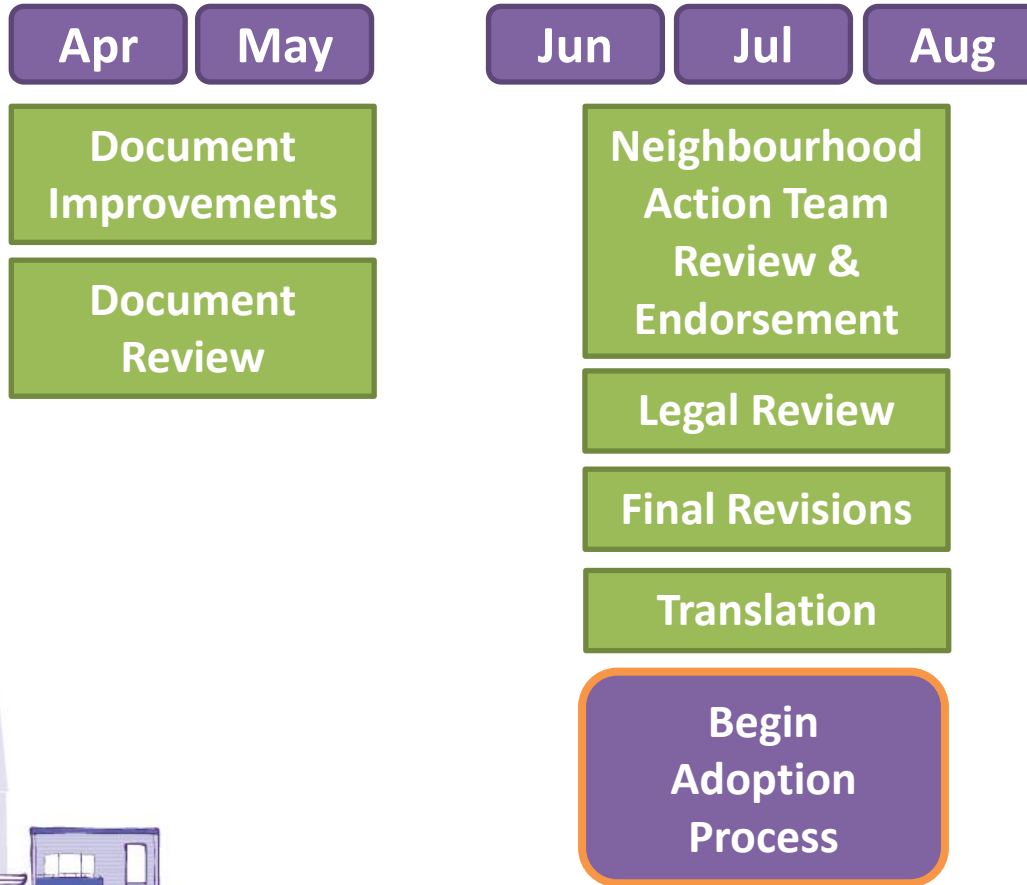 Apr
May
Jun
Jul
Aug
Document
Improvements
Document
Review
Neighbourhood
Action Team
Review &
Endorsement
Legal Review
Final Revisions
Translation
Begin
Adoption
Process